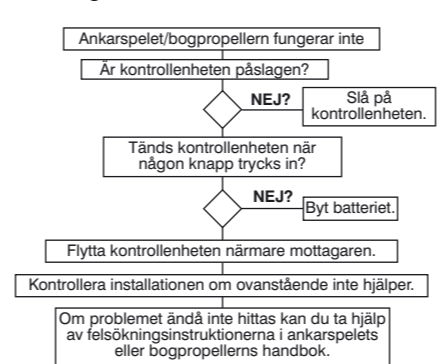 Ankarspelet/bogpropellern fungerar inte
Är kontrollenheten påslagen?
NEJ?
Slå på
kontrollenheten.
Tänds kontrollenheten när
någon knapp trycks in?
NEJ?
Byt batteriet.
Flytta kontrollenheten närmare mottagaren.
Kontrollera installationen om ovanstående inte hjälper.
Om problemet ändå inte hittas kan du ta hjälp
av felsökningsinstruktionerna i ankarspelets
eller bogpropellerns handbok.